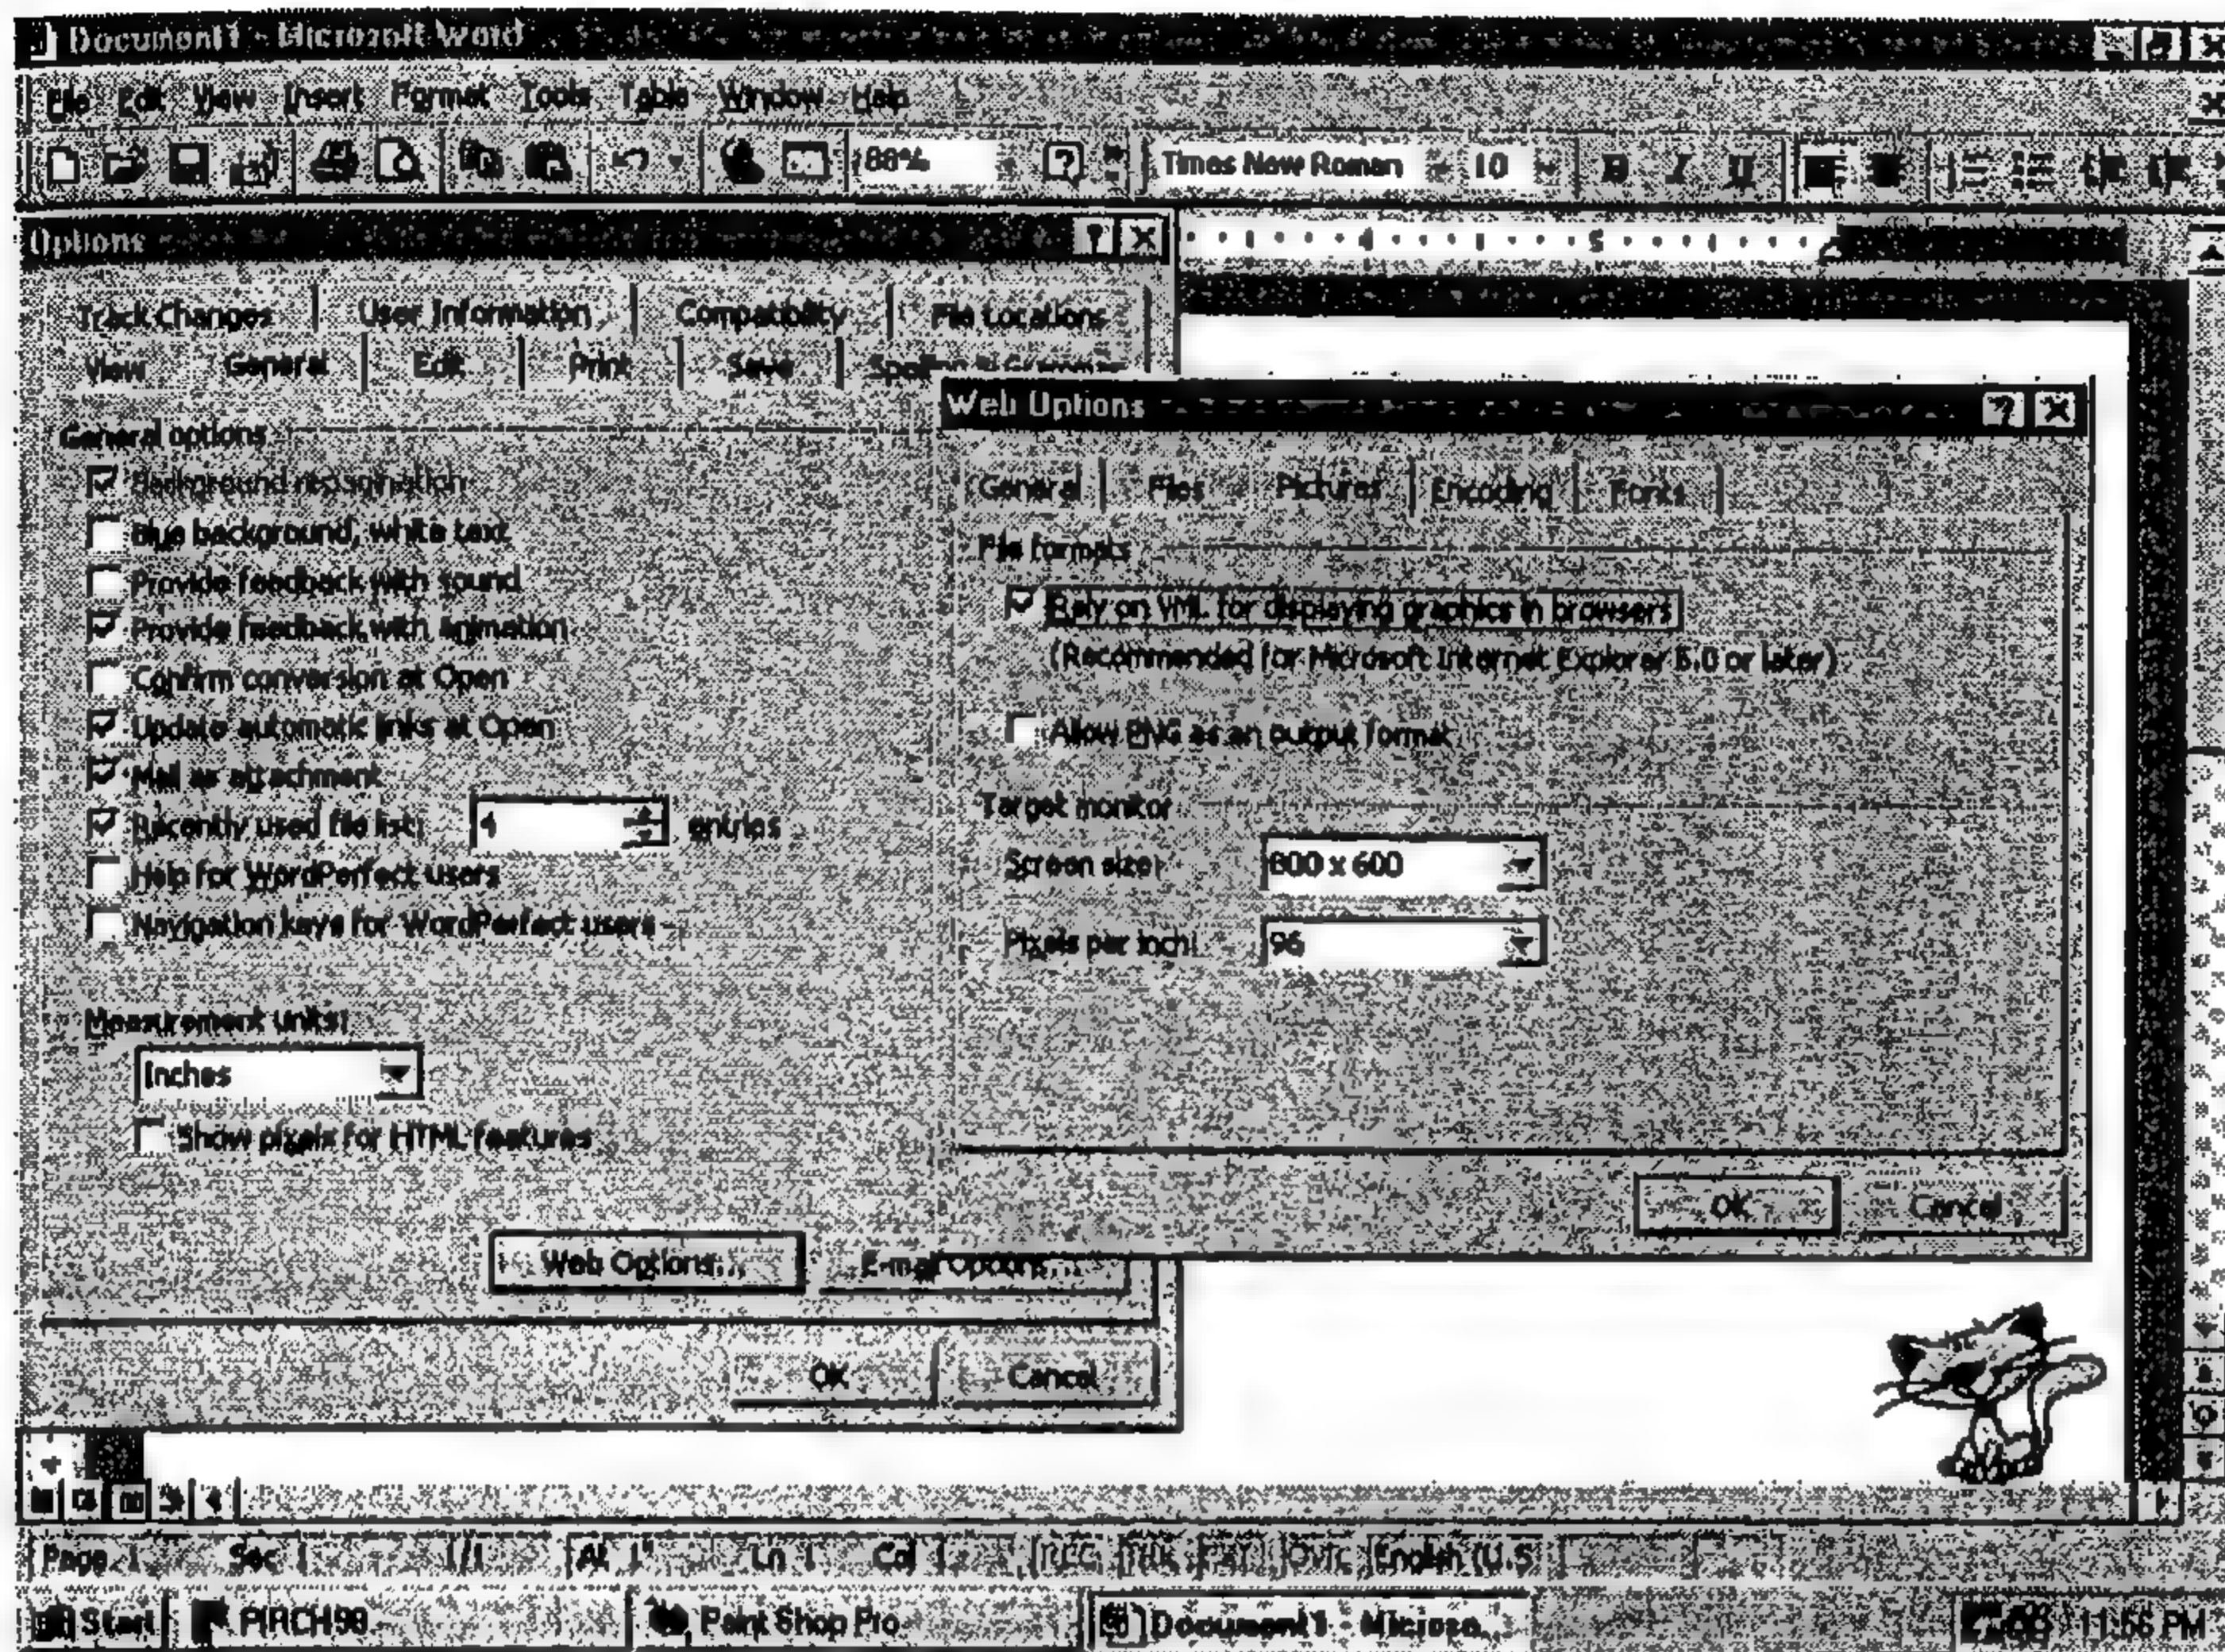 Document1 - Microsoft Word
File Edit View Insert Format Tools Table Window Help
88% Times New Roman 10 B I U
Options
4 5
Track Changes User Information Compatibility File Locations
View General Edit Print Save Spelling & Grammar
Web Options
General options
General Files Pictures Encoding Fonts
Background repagination
Blue background, white text
File formats
Provide feedback with sound
Rely on VML for displaying graphics in browsers
Provide feedback with animation
(Recommended for Microsoft Internet Explorer 5.0 or later)
Confirm conversion at Open
Update automatic links at Open
Allow PNG as an output format
Mail as attachment
Target monitor
Recently used file list: 4 entries
Screen size: 800 x 600
Help for WordPerfect users
Navigation keys for WordPerfect users
Pixels per inch: 96
Measurement units:
Inches
Show pixels for HTML features
OK Cancel
Web Options... E-mail Options...
OK Cancel
Page 1 Sec 1 1/1 At 1" Ln 1 Col 1 REC TRK EXT OVR English (U.S
Start PIRCH98 Paint Shop Pro Document1 - Microso... 11:56 PM